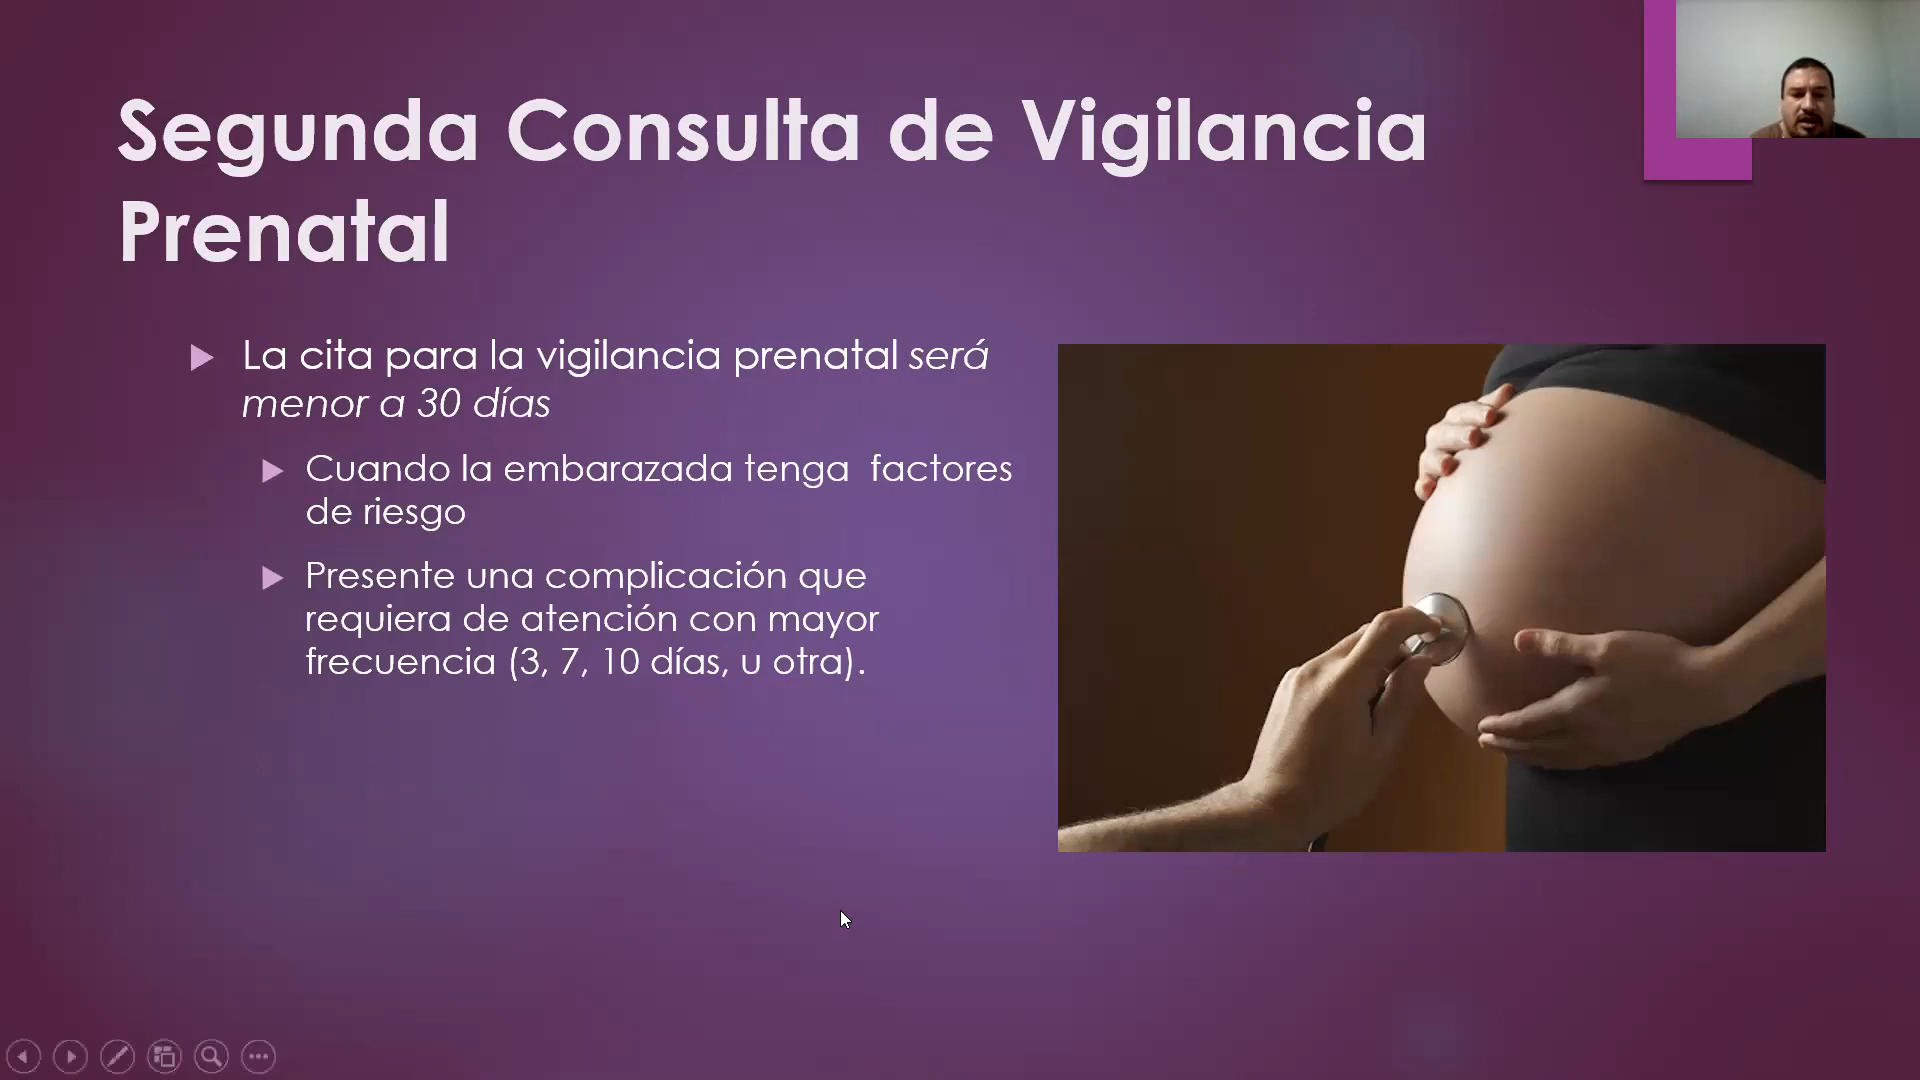 Segunda Consulta de Vigilancia
Prenatal
La cita para la vigilancia prenatal será
menor a 30 días
Cuando la embarazada tenga  factores
de riesgo
Presente una complicación que
requiera de atención con mayor
frecuencia (3, 7, 10 días, u otra).